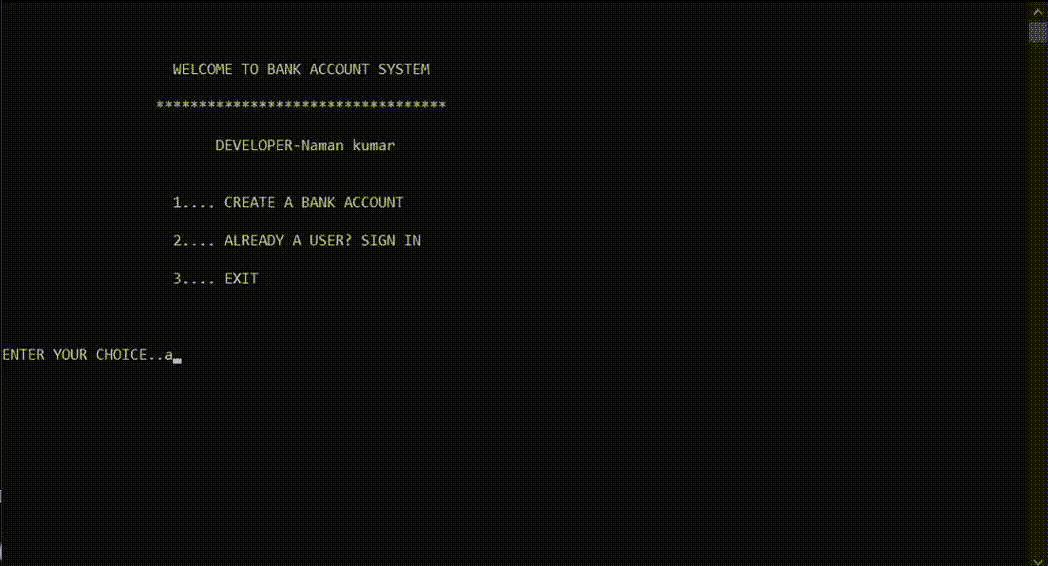 WELCOME TO BANK ACCOUNT SYSTEM
**********************************
DEVELOPER-Naman kumar
1.... CREATE A BANK ACCOUNT
2.... ALREADY A USER? SIGN IN
3.... EXIT
ENTER YOUR CHOICE..a